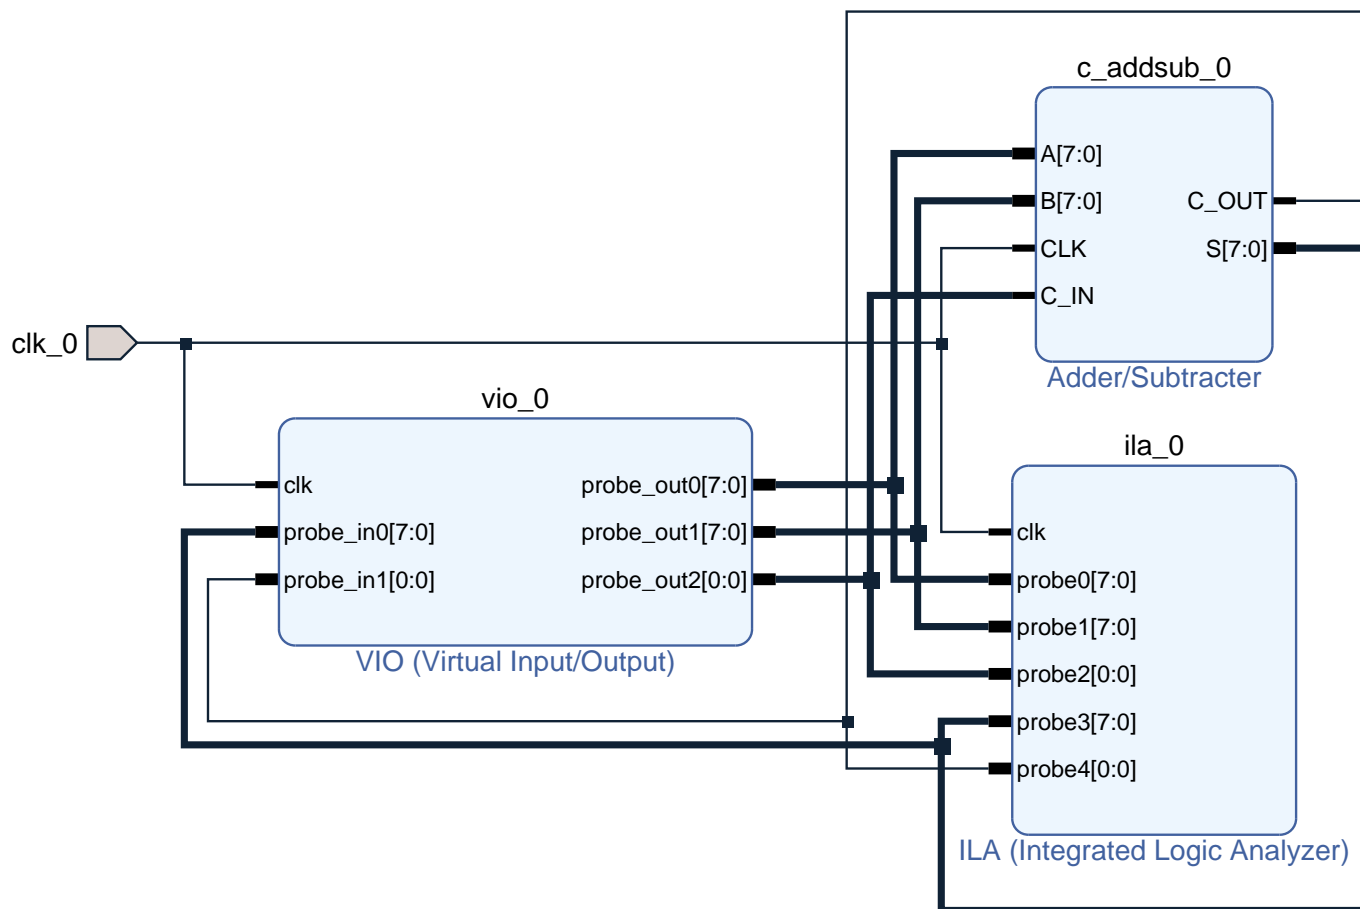 c_addsub_0
A[7:0]
B[7:0]
C_OUT
CLK
S[7:0]
C_IN
Adder/Subtracter
clk_0
vio_0
clk
probe_out0[7:0]
probe_in0[7:0]
probe_out1[7:0]
probe_in1[0:0]
probe_out2[0:0]
VIO (Virtual Input/Output)
ila_0
clk
probe0[7:0]
probe1[7:0]
probe2[0:0]
probe3[7:0]
probe4[0:0]
ILA (Integrated Logic Analyzer)